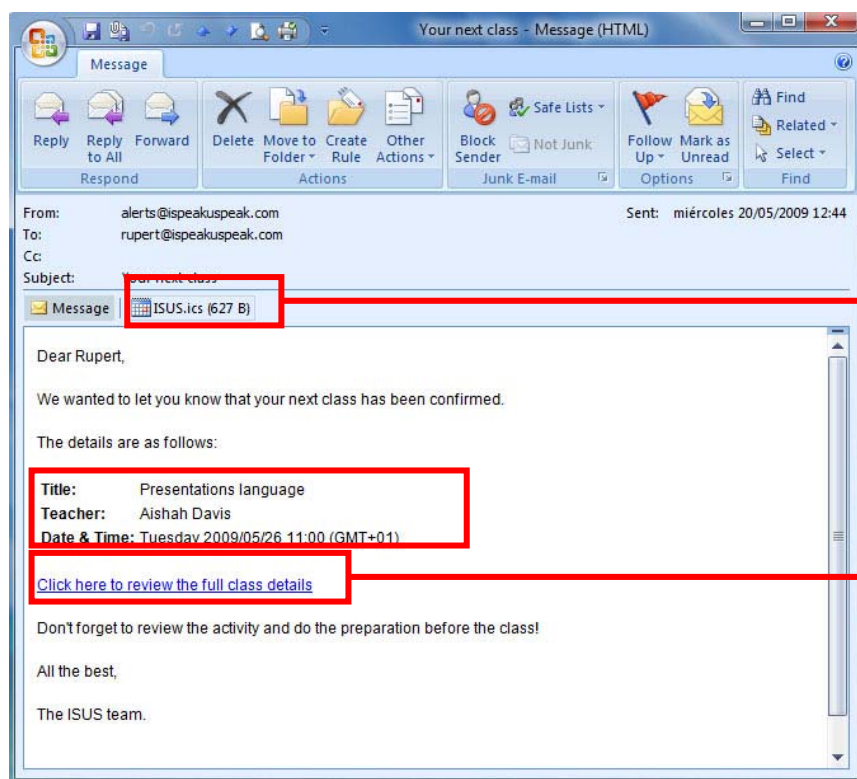 Your next class - Message (HTML)
Message
Reply Reply to All Forward Delete Move to Folder Create Rule Other Actions Block Sender Safe Lists Not Junk Follow Up Mark as Unread Find Related Select
Respond Actions Junk E-mail Options Find
From: alerts@ispeakuspeak.com Sent: miércoles 20/05/2009 12:44
To: rupert@ispeakuspeak.com
Cc:
Subject: Your next class
Message ISUS.ics (627 B)
Dear Rupert,
We wanted to let you know that your next class has been confirmed.
The details are as follows:
Title: Presentations language
Teacher: Aishah Davis
Date & Time: Tuesday 2009/05/26 11:00 (GMT+01)
Click here to review the full class details
Don't forget to review the activity and do the preparation before the class!
All the best,
The ISUS team.